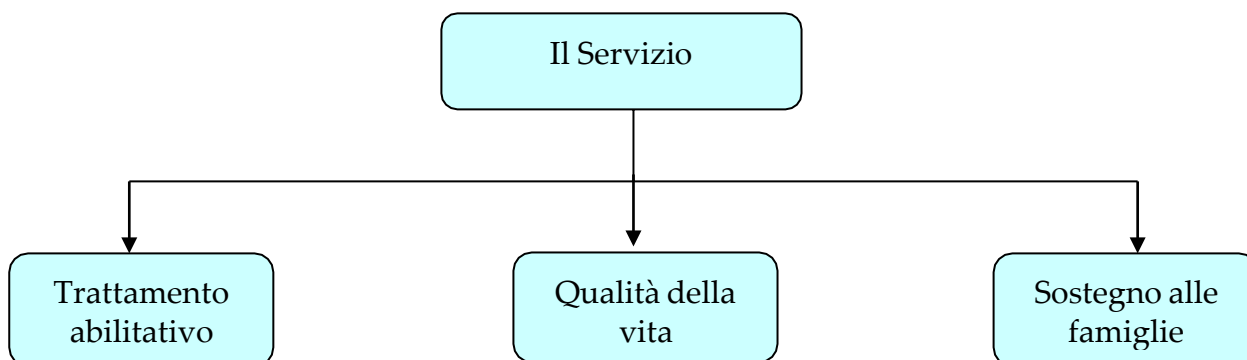 Il Servizio
Trattamento
abilitativo
Qualità della
vita
Sostegno alle
famiglie